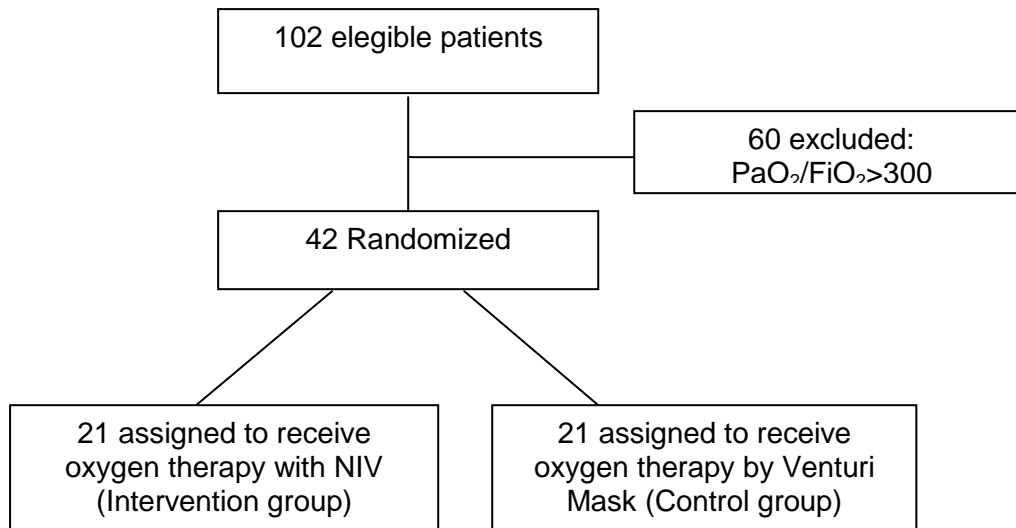 102 elegible patients
60 excluded:
PaO₂/FiO₂>300
42 Randomized
21 assigned to receive
oxygen therapy with NIV
(Intervention group)
21 assigned to receive
oxygen therapy by Venturi
Mask (Control group)